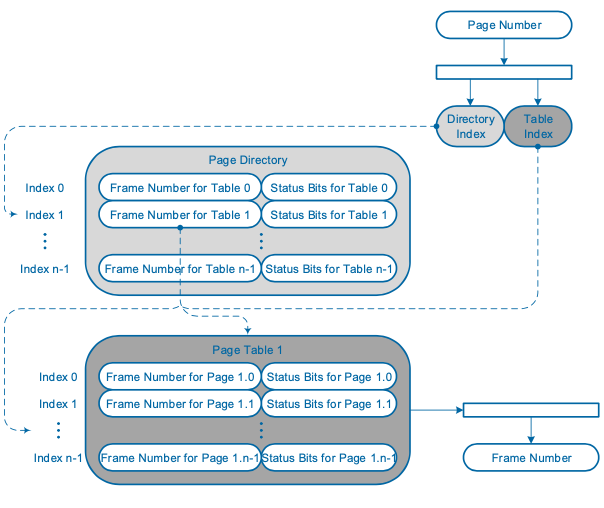 Page Number
Directory
Index
Table
Index
Page Directory
Index 0
Frame Number for Table 0
Status Bits for Table 0
Index 1
Frame Number for Table 1
Status Bits for Table 1
Index n-1
Frame Number for Table n-1
Status Bits for Table n-1
Page Table 1
Index 0
Frame Number for Page 1.0
Status Bits for Page 1.0
Index 1
Frame Number for Page 1.1
Status Bits for Page 1.1
Index n-1
Frame Number for Page 1.n-1
Status Bits for Page 1.n-1
Frame Number